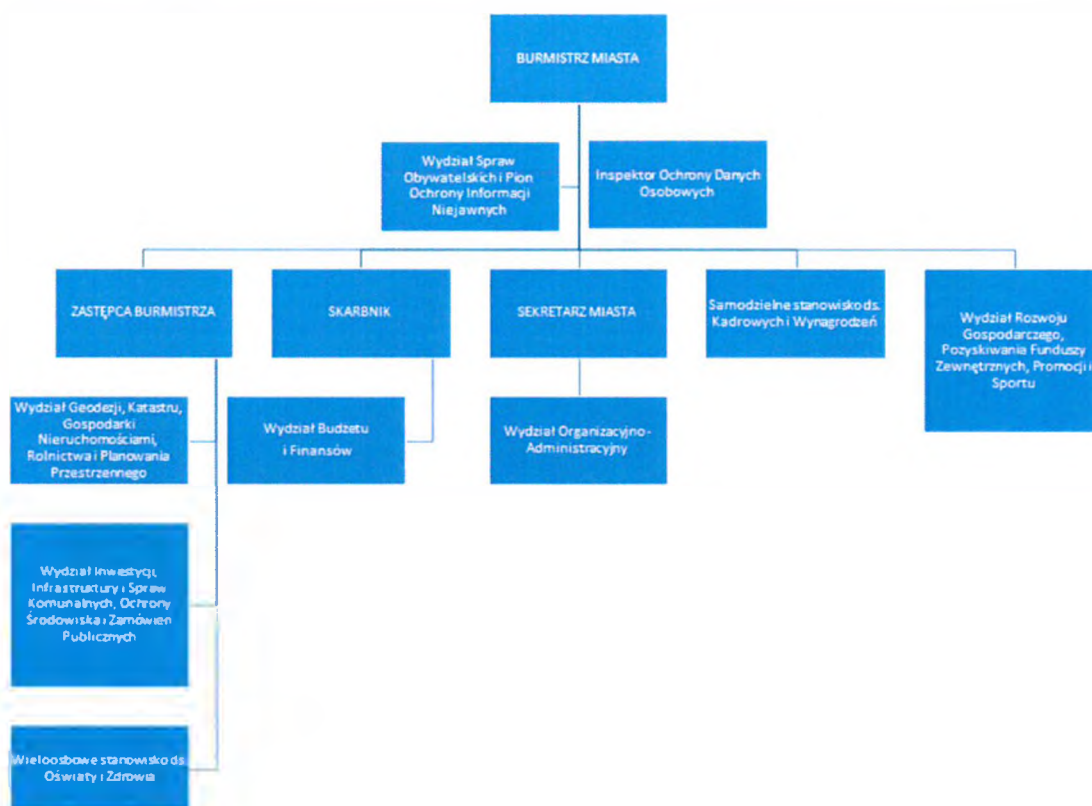 BURMISTRZ MIASTA
Wydział Spraw
Obywatelskich i Pion
Ochrony Informacji
Niejawnych
Inspektor Ochrony Danych
Osobowych
ZASTĘPCA BURMISTRZA
SKARBNIK
SEKRETARZ MIASTA
Samodzielne stanowisko ds.
Kadrowych i Wynagrodzeń
Wydział Rozwoju
Gospodarczego,
Pozyskiwania Funduszy
Zewnętrznych, Promocji i
Sportu
Wydział Geodezji, Katastru,
Gospodarki
Nieruchomościami,
Rolnictwa i Planowania
Przestrzennego
Wydział Budżetu
i Finansów
Wydział Organizacyjno-
Administracyjny
Wydział Inwestycji,
Infrastruktury i Spraw
Komunalnych, Ochrony
Środowiska i Zamówien
Publicznych
Wieloosbowe stanowisko ds.
Oświaty i Zdrowia